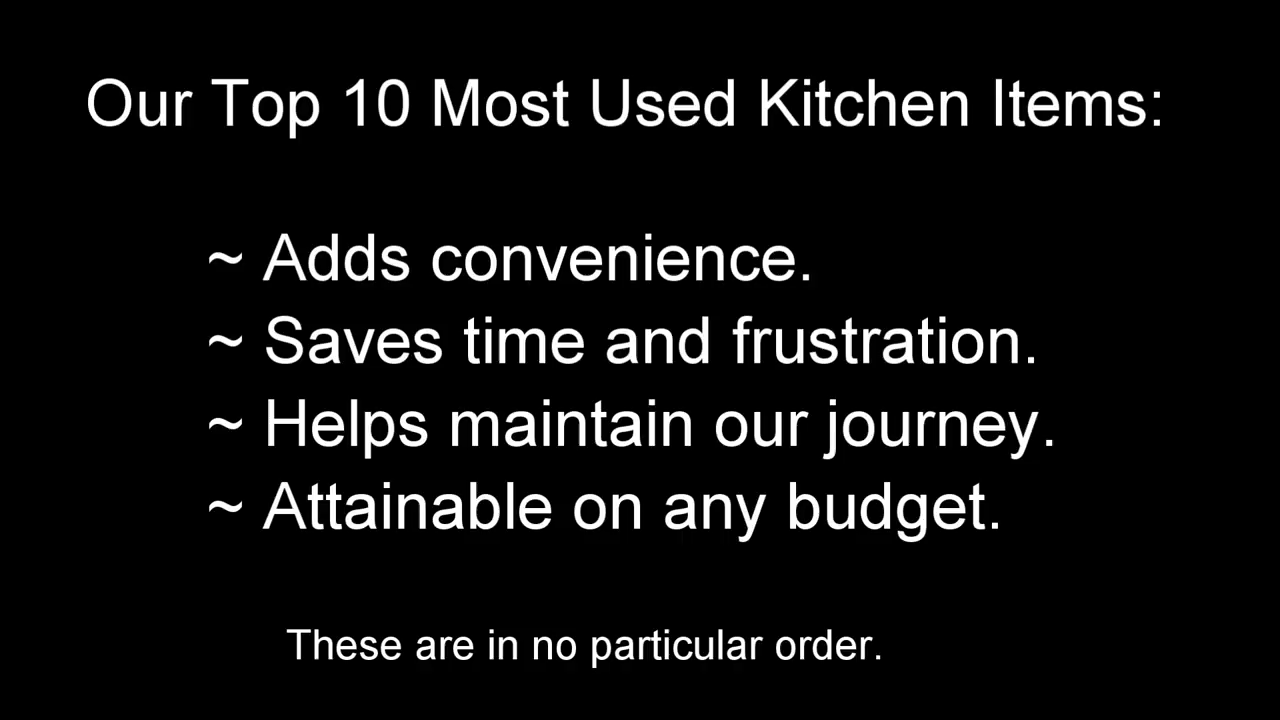 Our Top 10 Most Used Kitchen Items:
~ Adds convenience.
~ Saves time and frustration.
~ Helps maintain our journey.
~ Attainable on any budget.
These are in no particular order.